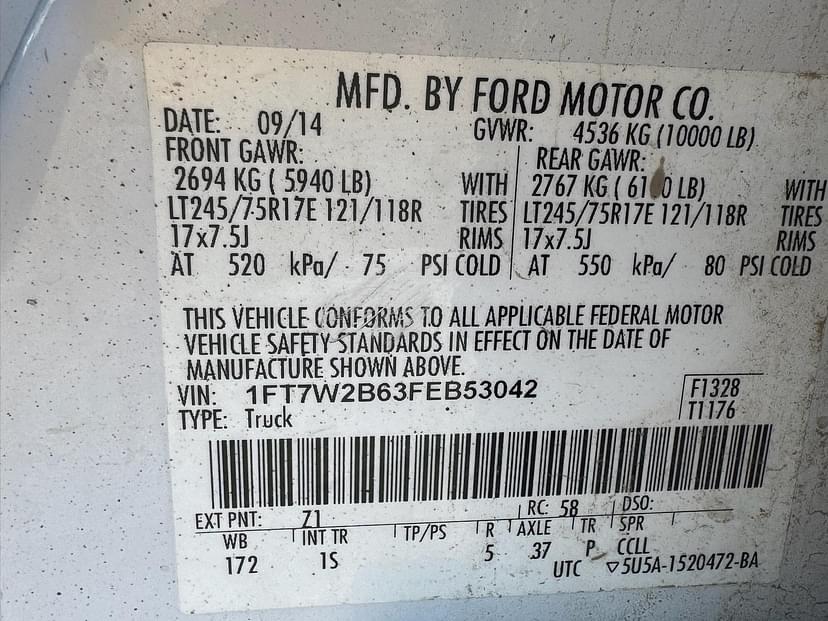 MFD. BY FORD MOTOR CO.
DATE: 09/14 GVWR: 4536 KG (10000 LB)
FRONT GAWR: REAR GAWR:
2694 KG ( 5940 LB) WITH 2767 KG ( LB) WITH
LT245/75R17E 121/118R TIRES LT245/75R17E 121/118R TIRES
17x7.5J RIMS 17x7.5J RIMS
AT 520 kPa/ 75 PSI COLD AT 550 kPa/ 80 PSI COLD
THIS VEHICLE CONFORMS TO ALL APPLICABLE FEDERAL MOTOR
VEHICLE SAFETY STANDARDS IN EFFECT ON THE DATE OF
MANUFACTURE SHOWN ABOVE.
VIN: 1FT7W2B63FEB53042 F1328
TYPE: Truck T1176
EXT PNT: Z1 RC: 58 DSO:
WB INT TR TP/PS R AXLE TR SPR
172 1S 5 37 P CCLL
UTC ▽5U5A-1520472-BA